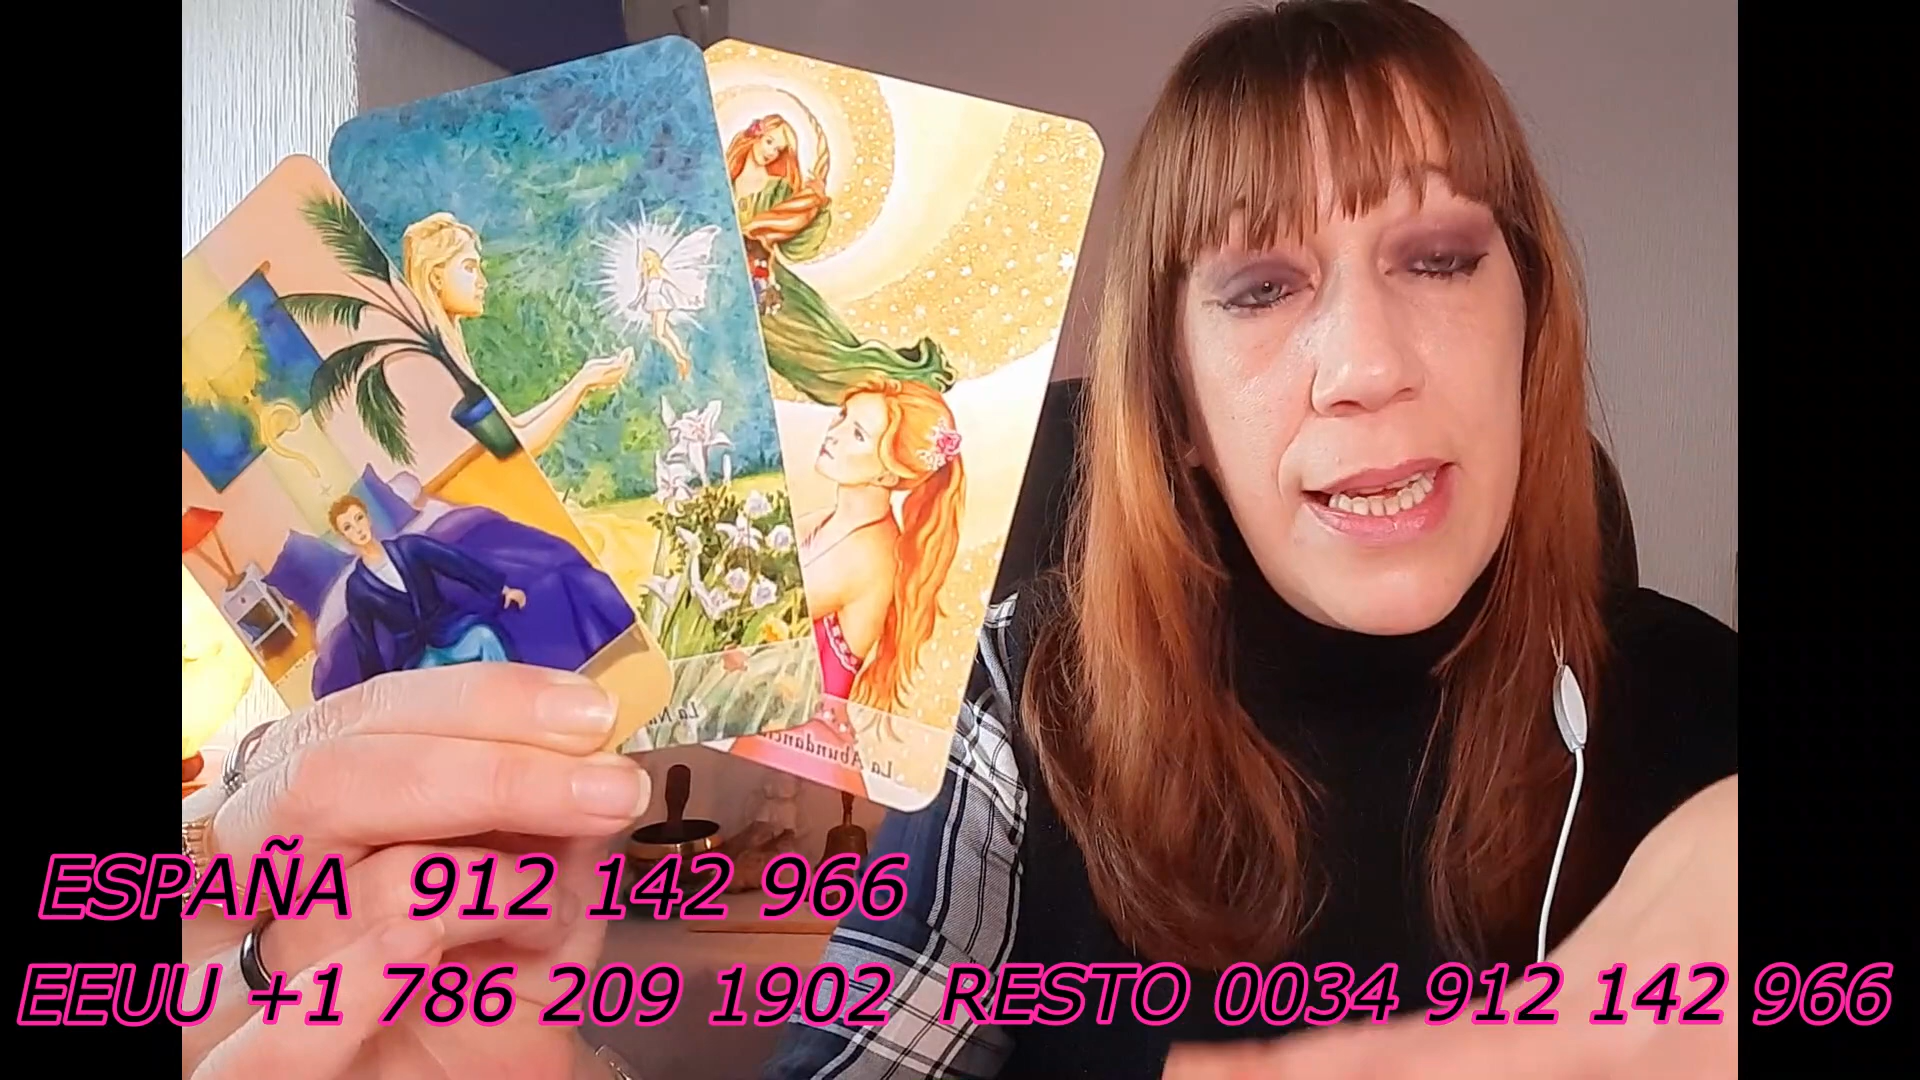 La Abundancia
ESPAÑA 912 142 966
EEUU +1 786 209 1902 RESTO 0034 912 142 966